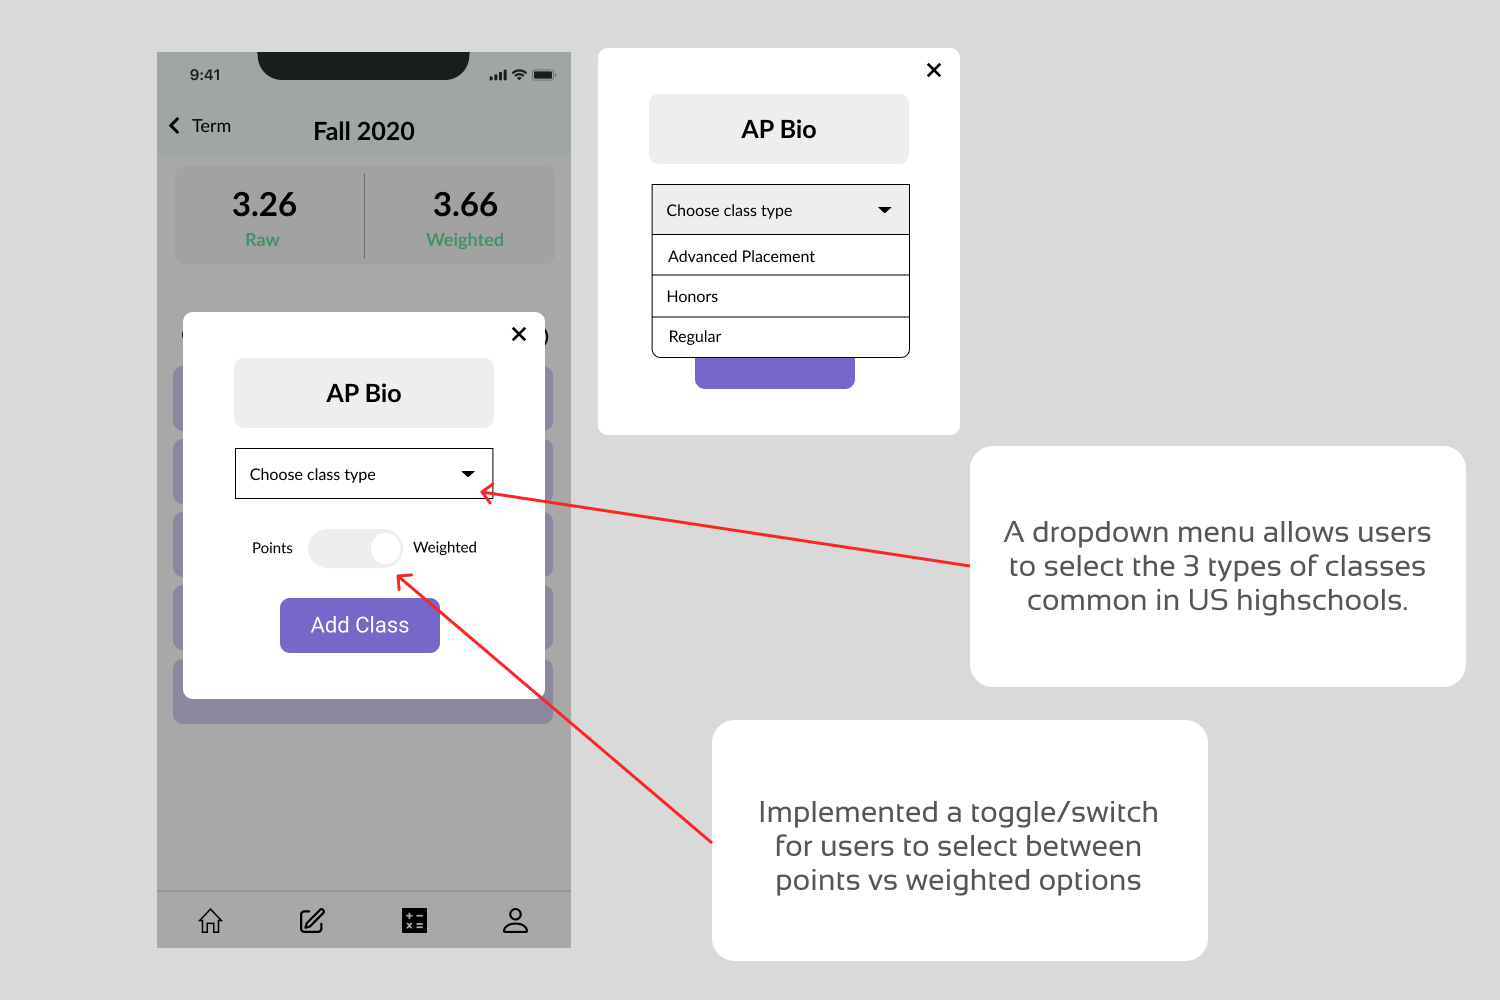 9:41
Term
Fall 2020
3.26
Raw
3.66
Weighted
AP Bio
Choose class type
Points
Weighted
Add Class
AP Bio
Choose class type
Advanced Placement
Honors
Regular
A dropdown menu allows users
to select the 3 types of classes
common in US highschools.
Implemented a toggle/switch
for users to select between
points vs weighted options